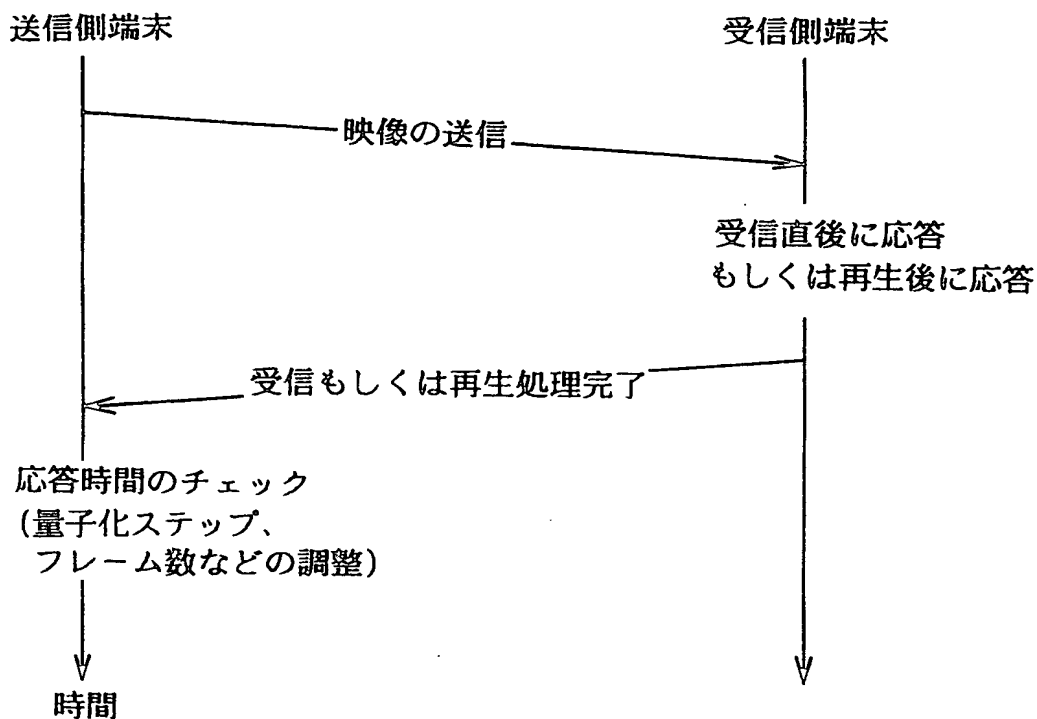 送信側端末
受信側端末
映像の送信
受信直後に応答
もしくは再生後に応答
受信もしくは再生処理完了
応答時間のチェック
(量子化ステップ、
フレーム数などの調整)
時間